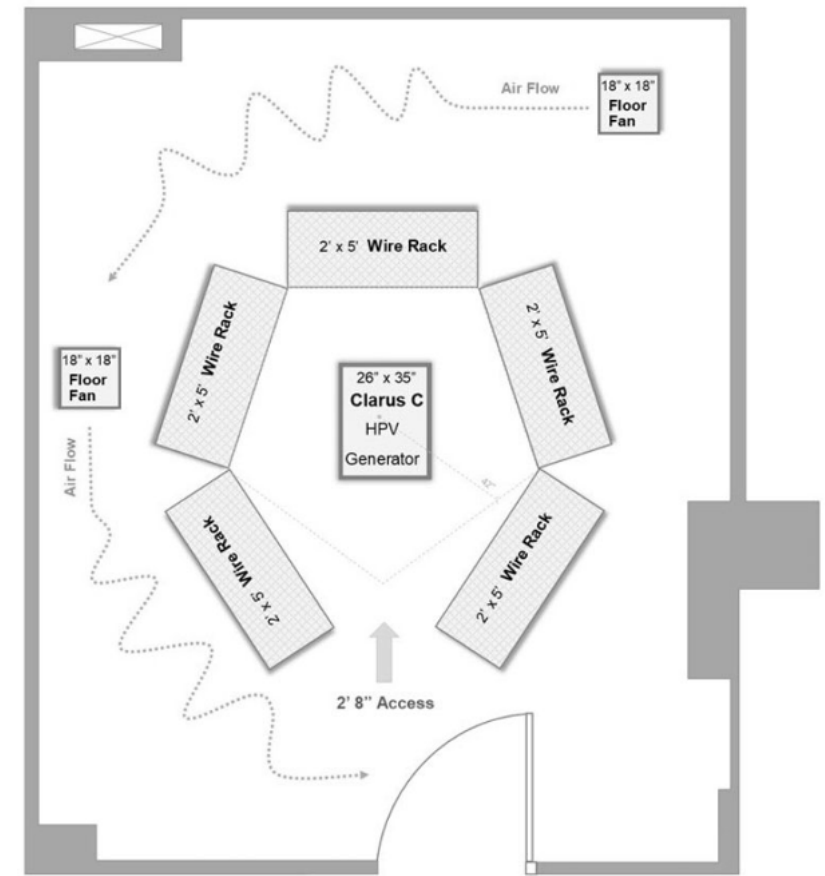 Air Flow
18" x 18"
Floor
Fan
2' x 5' Wire Rack
2' x 5' Wire Rack
2' x 5' Wire Rack
18" x 18"
Floor
Fan
26" x 35"
Clarus C
HPV
Generator
42"
Air Flow
2' x 5' Wire Rack
2' x 5' Wire Rack
2' 8" Access